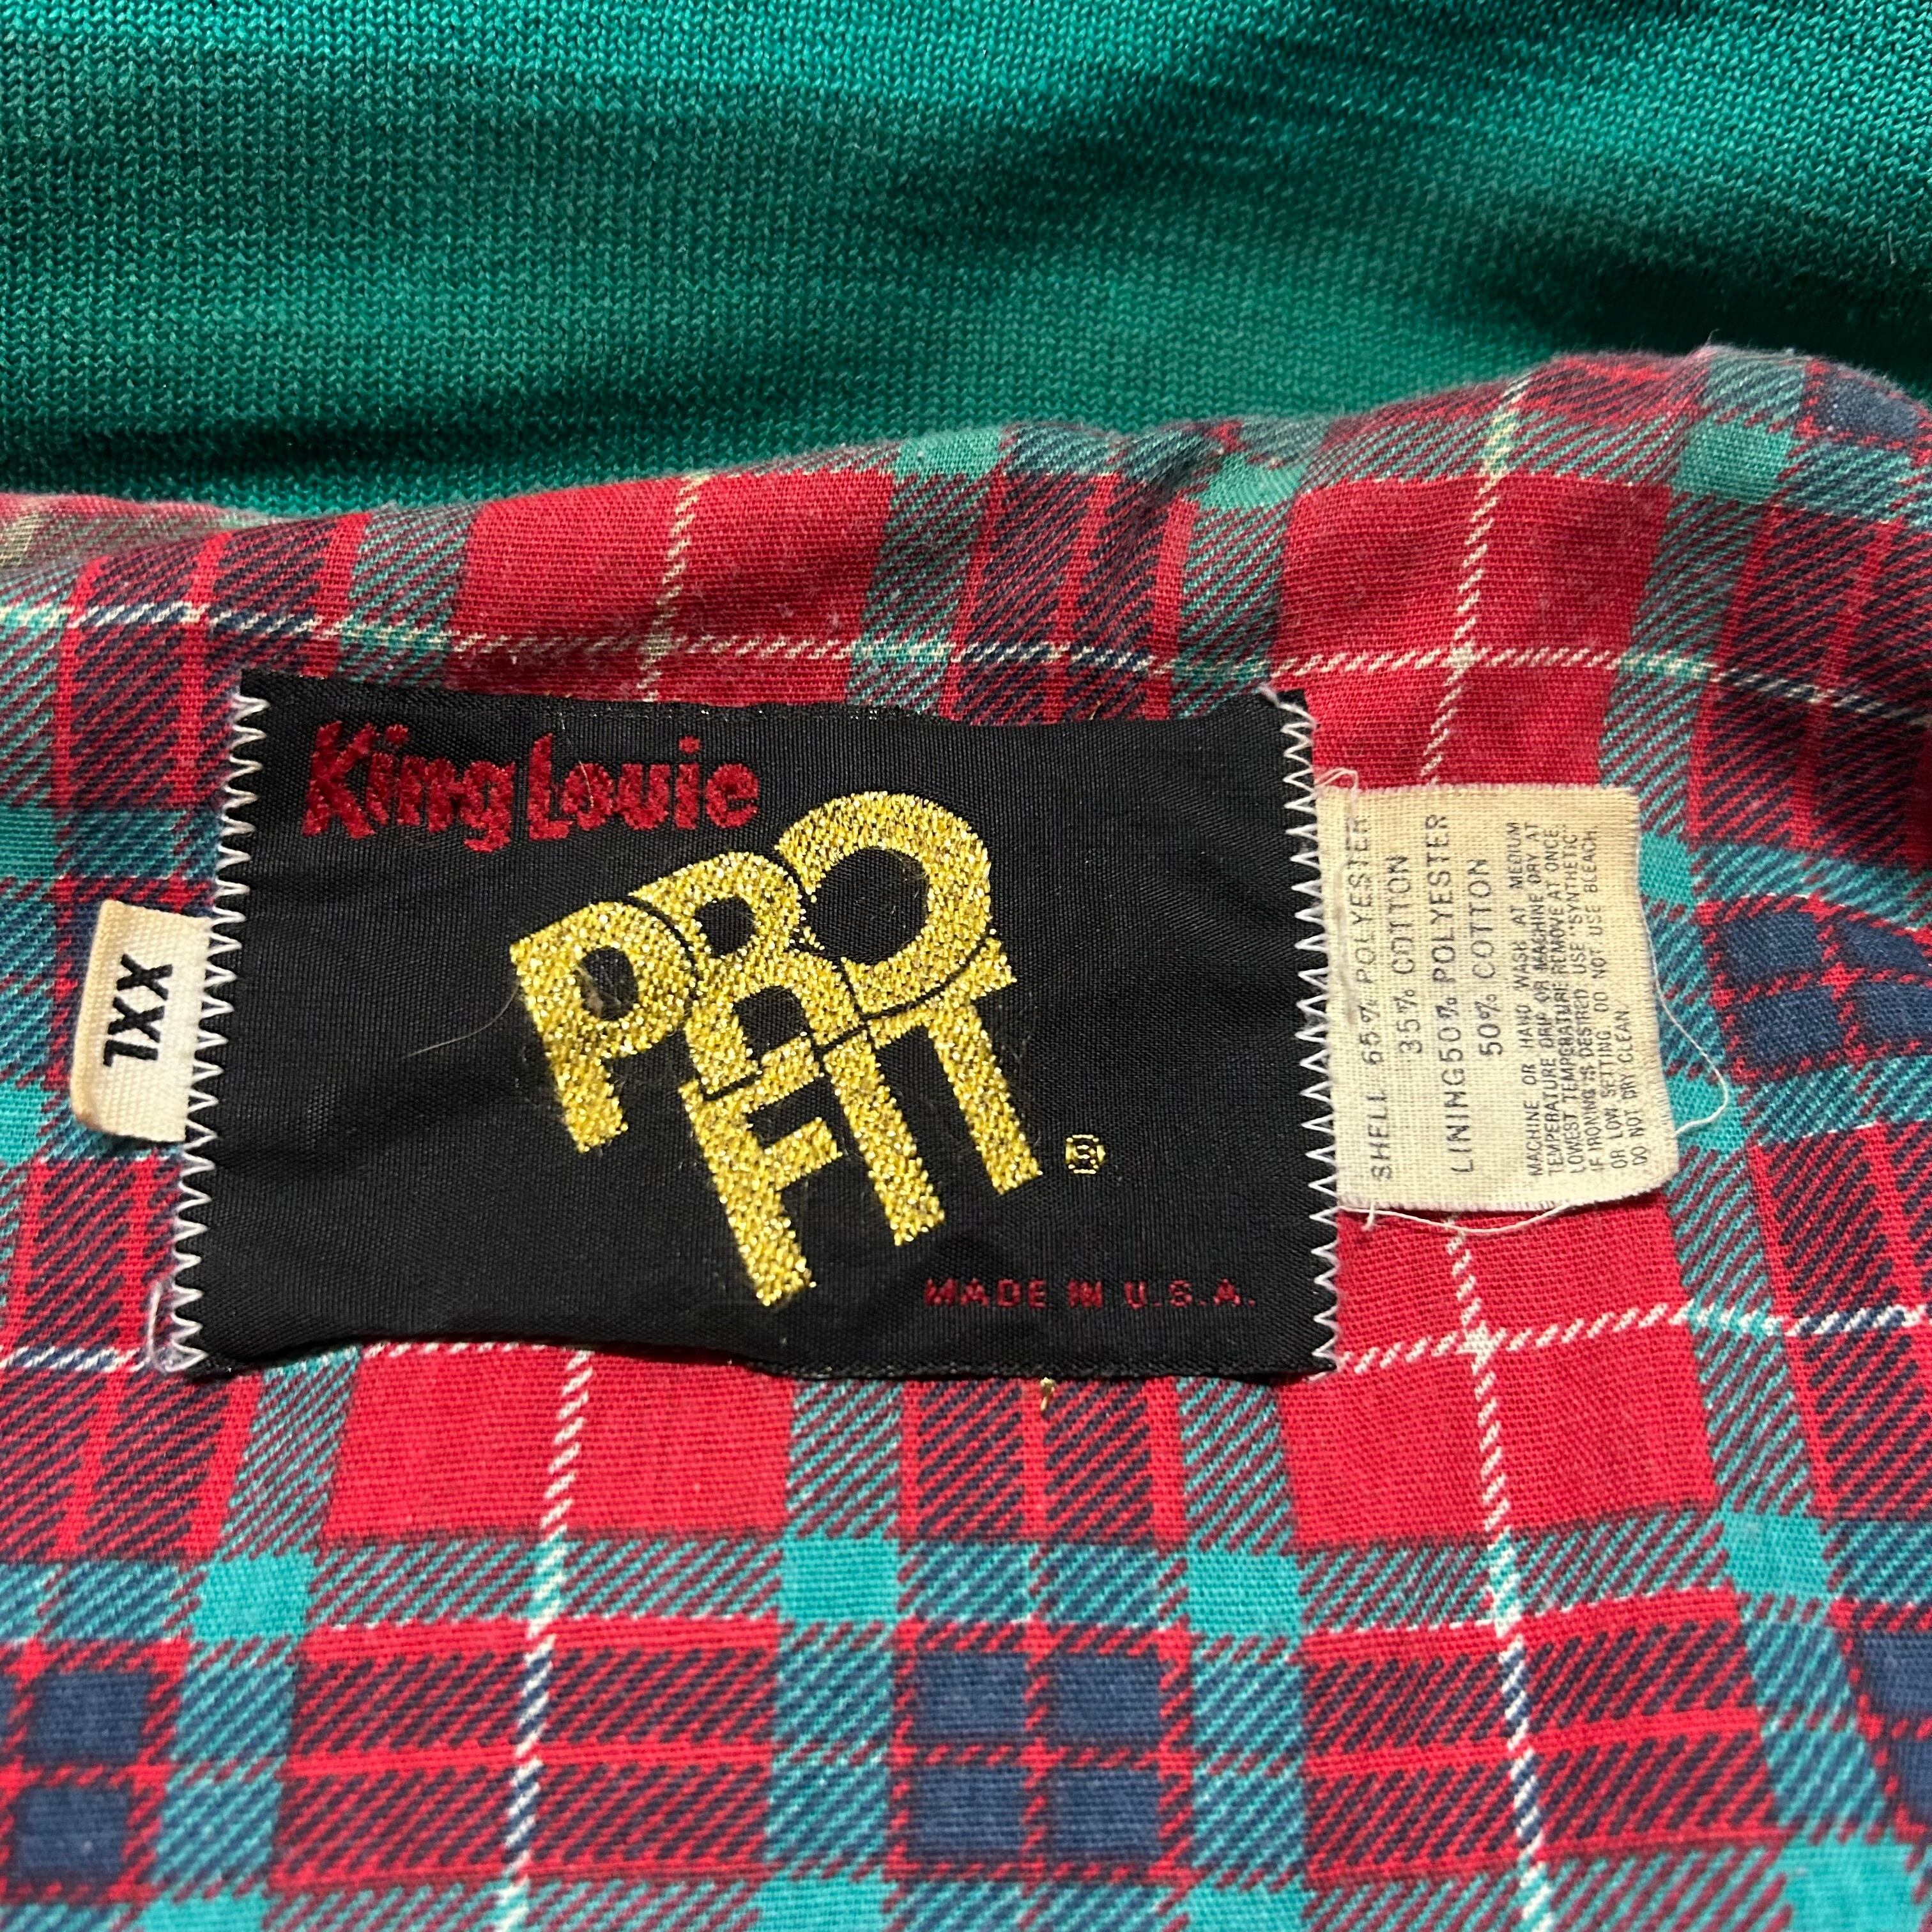 King Louie
PRO
FIT
®
MADE IN U.S.A.
XXL
SHELL 65% POLYESTER
35% COTTON
LINING 50% POLYESTER
50% COTTON
MACHINE OR HAND WASH AT MEDIUM
TEMPERATURE DRIP OR MACHINE DRY AT
LOWEST TEMPERATURE REMOVE AT ONCE.
IF IRONING IS DESIRED USE "SYNTHETIC"
OR LOW SETTING. DO NOT USE BLEACH.
DO NOT DRY CLEAN.